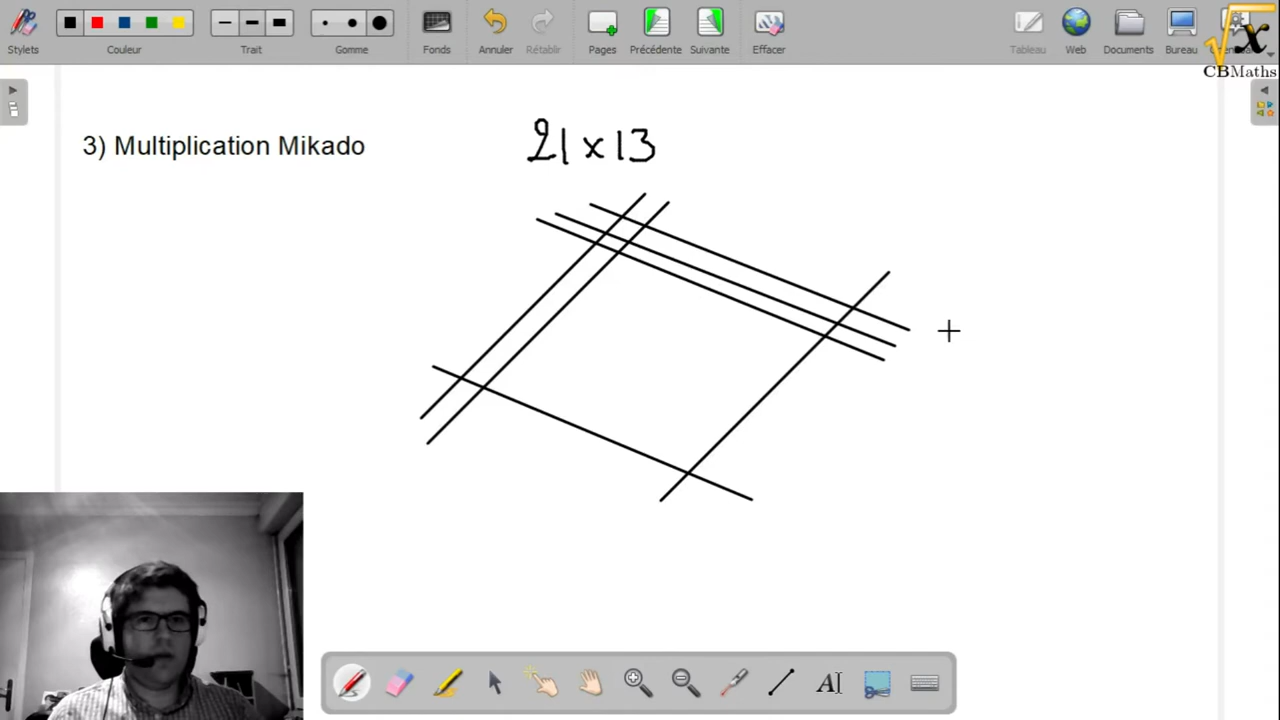 Stylets Couleur Trait Gomme Fonds Annuler Rétablir Pages Précédente Suivante Effacer Tableau Web Documents Bureau
√x
CBMaths
3) Multiplication Mikado
21 x 13